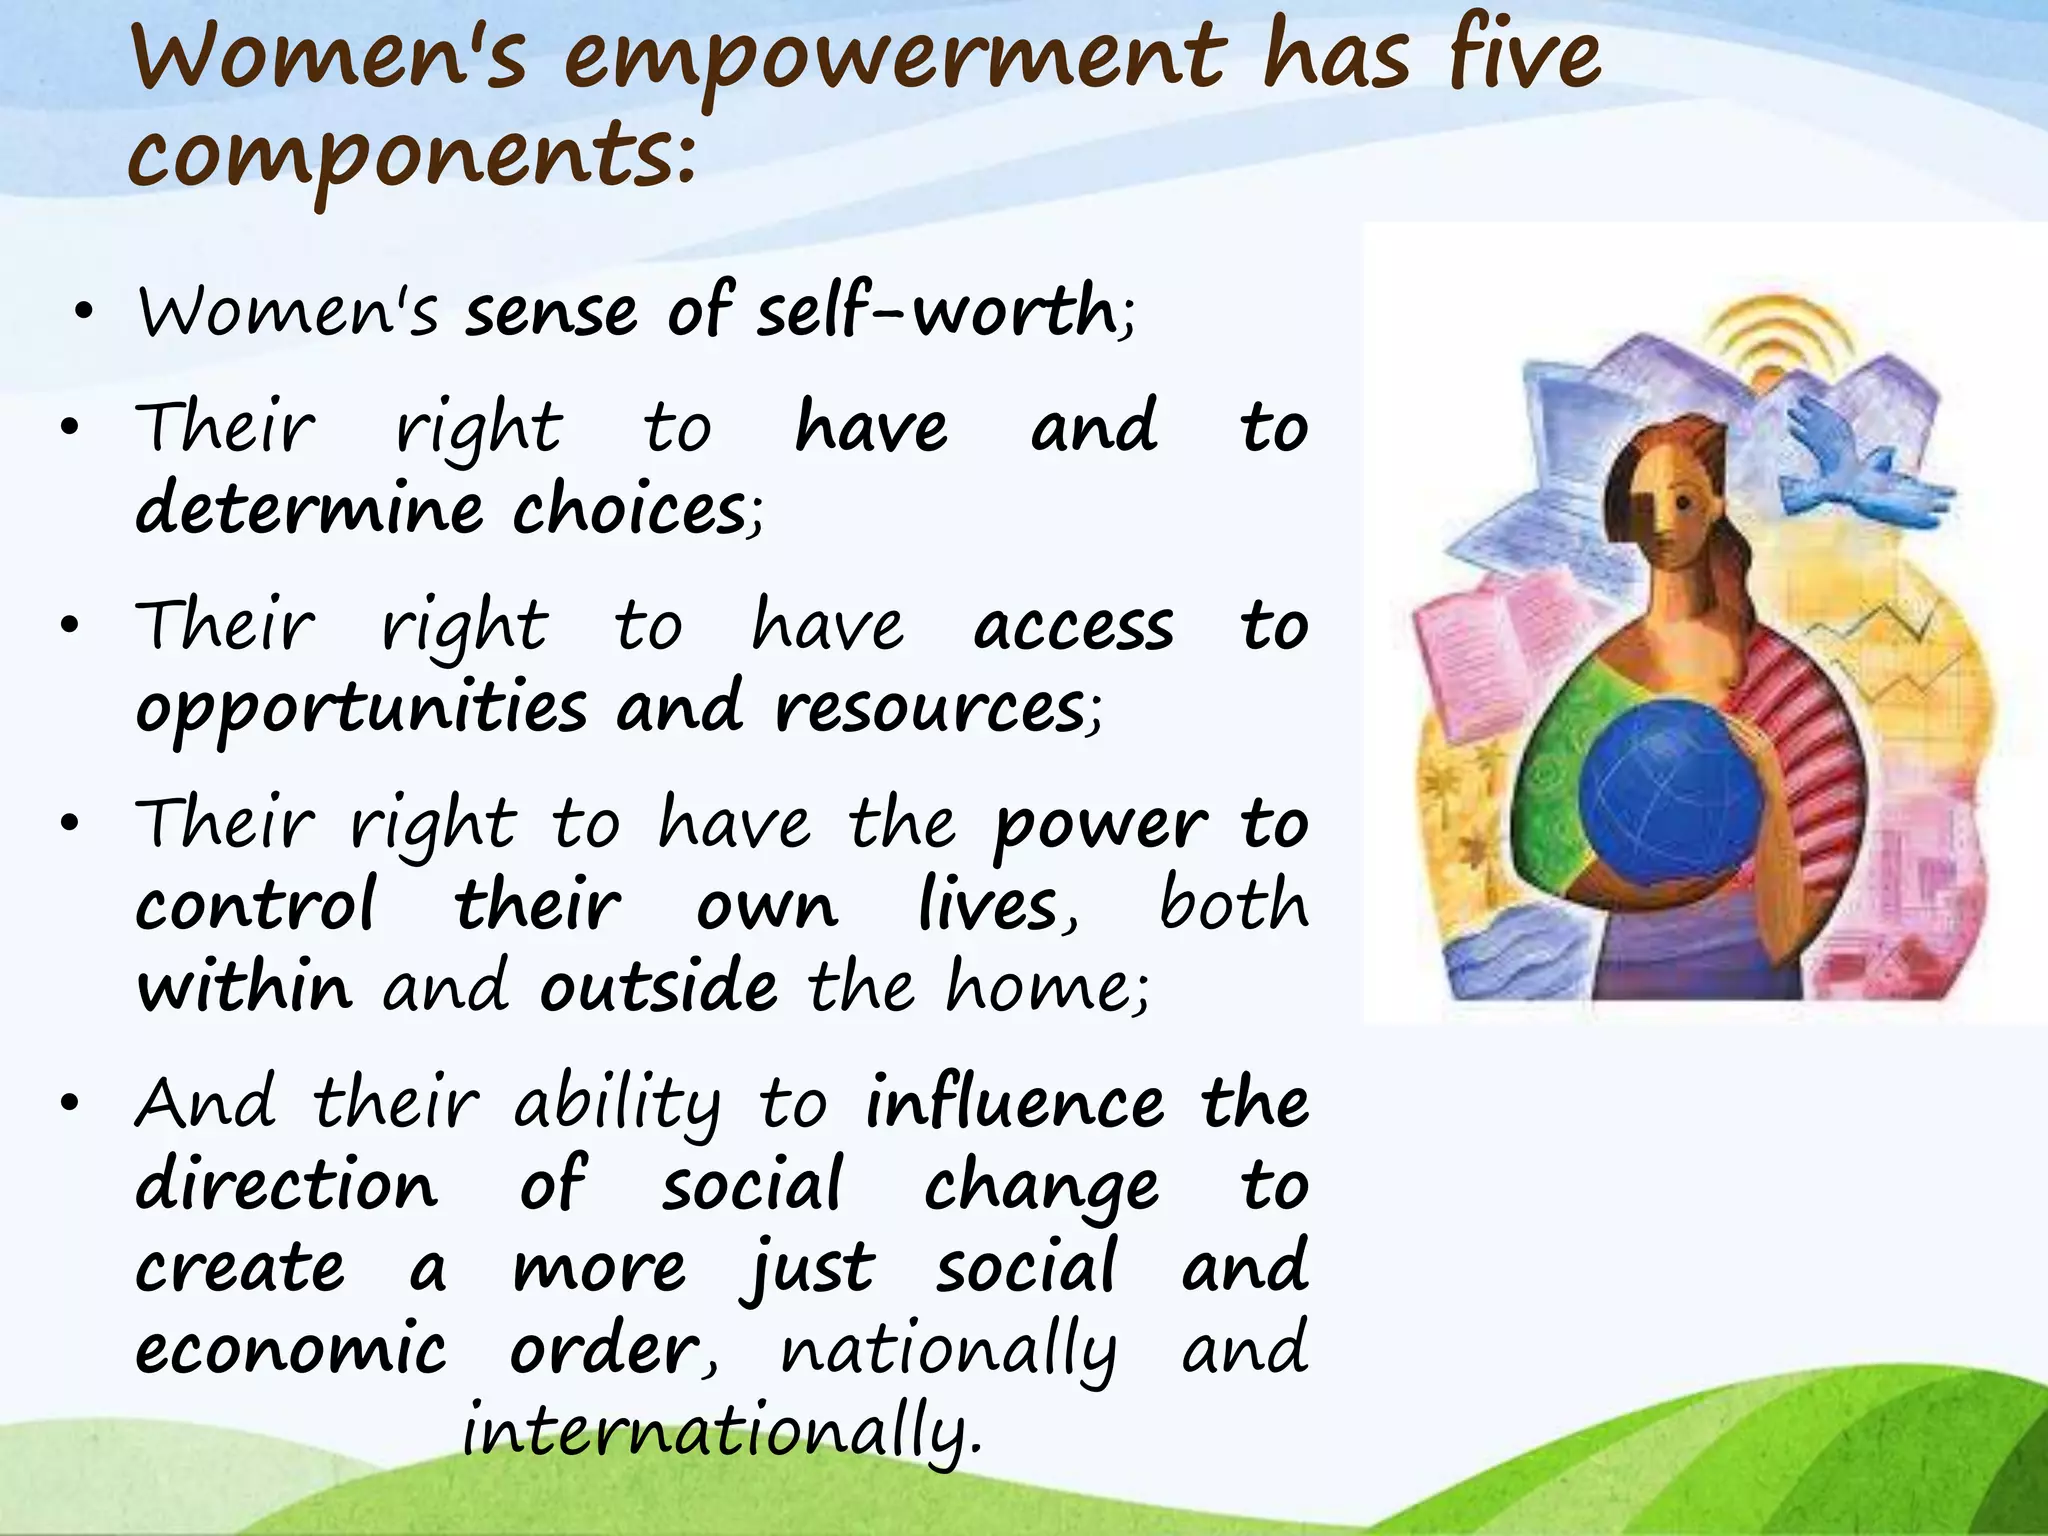 Women's empowerment has five
components:
• Women's sense of self-worth;
• Their right to have and to
determine choices;
• Their right to have access to
opportunities and resources;
• Their right to have the power to
control their own lives, both
within and outside the home;
• And their ability to influence the
direction of social change to
create a more just social and
economic order, nationally and
internationally.